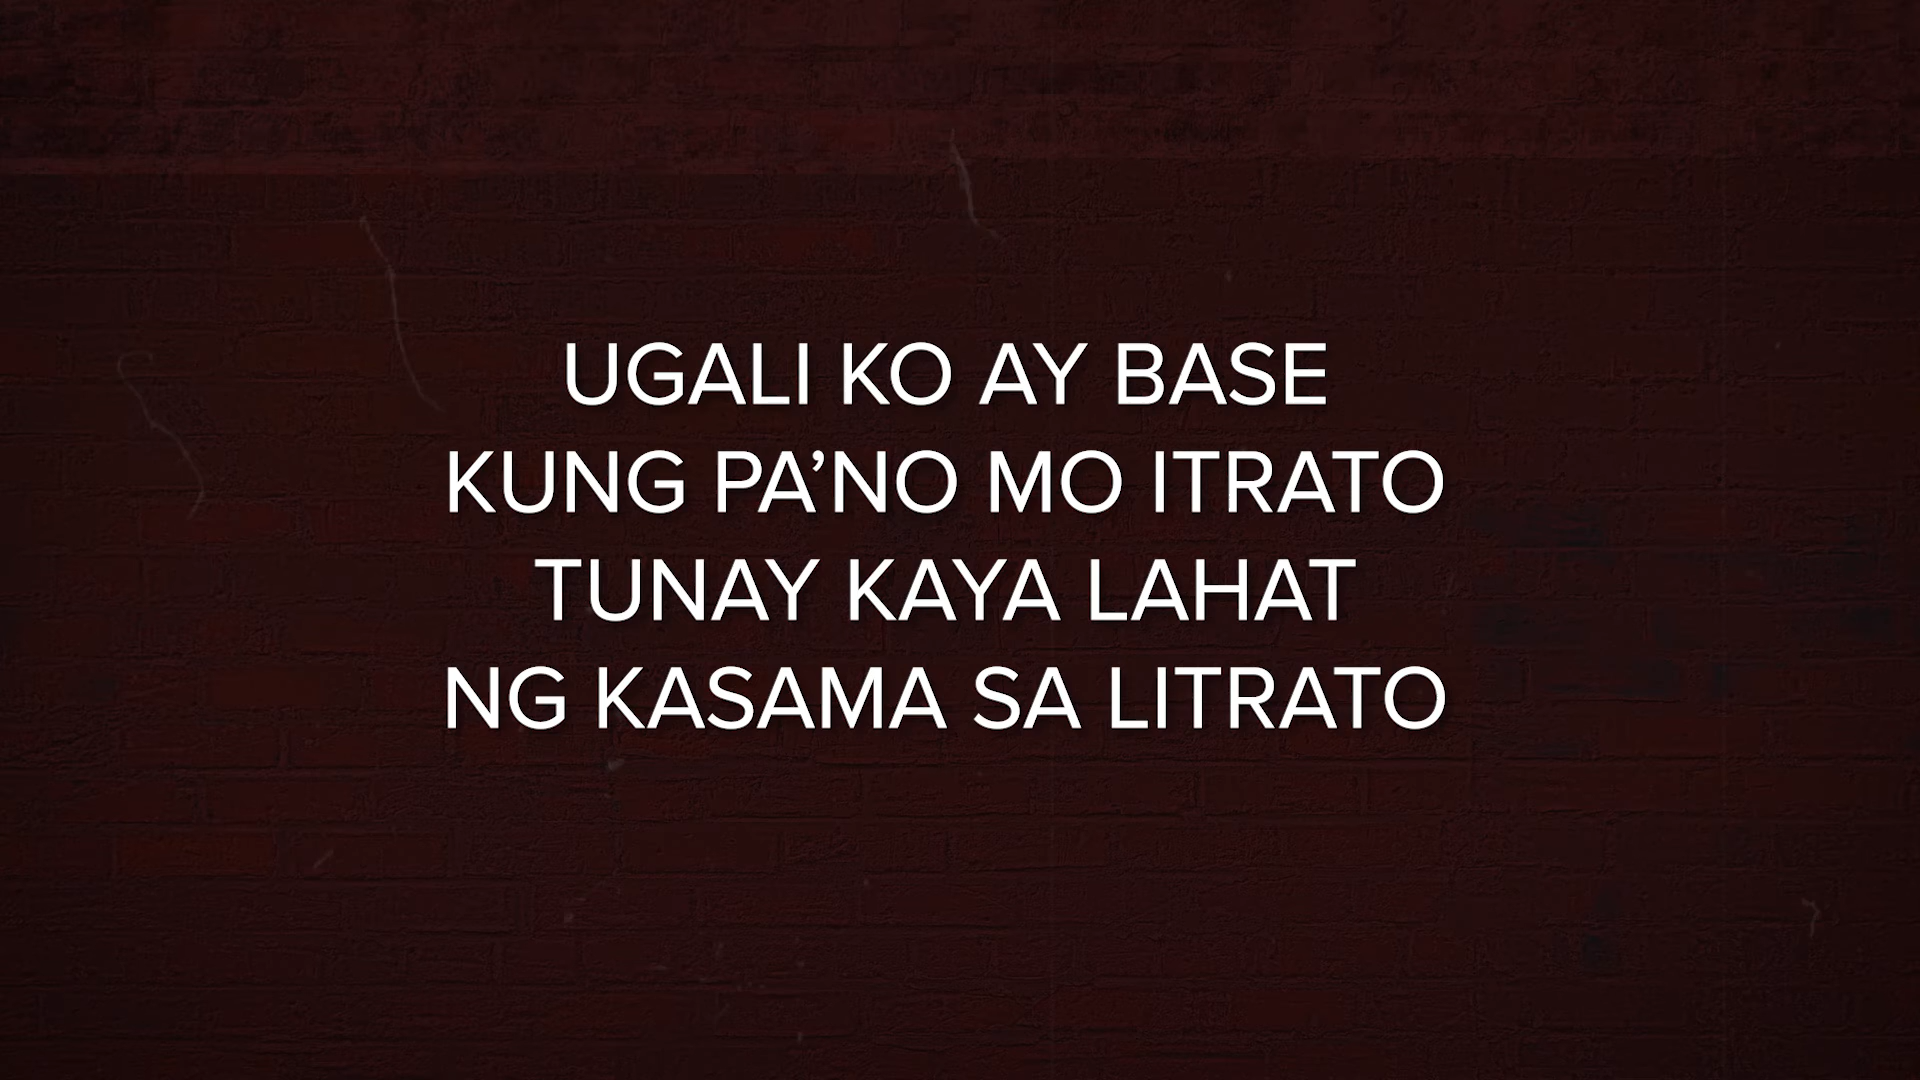 UGALI KO AY BASE
KUNG PA’NO MO ITRATO
TUNAY KAYA LAHAT
NG KASAMA SA LITRATO